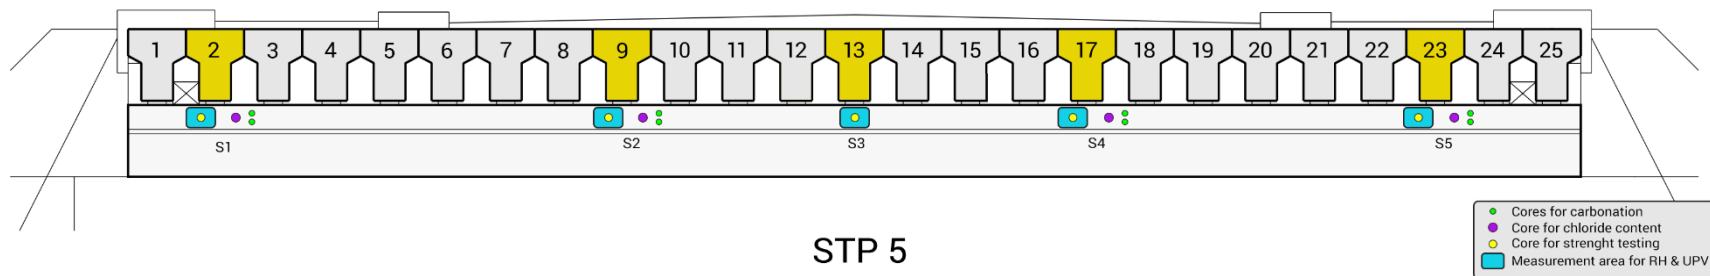 1 2 3 4 5 6 7 8 9 10 11 12 13 14 15 16 17 18 19 20 21 22 23 24 25
S1 S2 S3 S4 S5
STP 5
Cores for carbonation
Core for chloride content
Core for strenght testing
Measurement area for RH & UPV